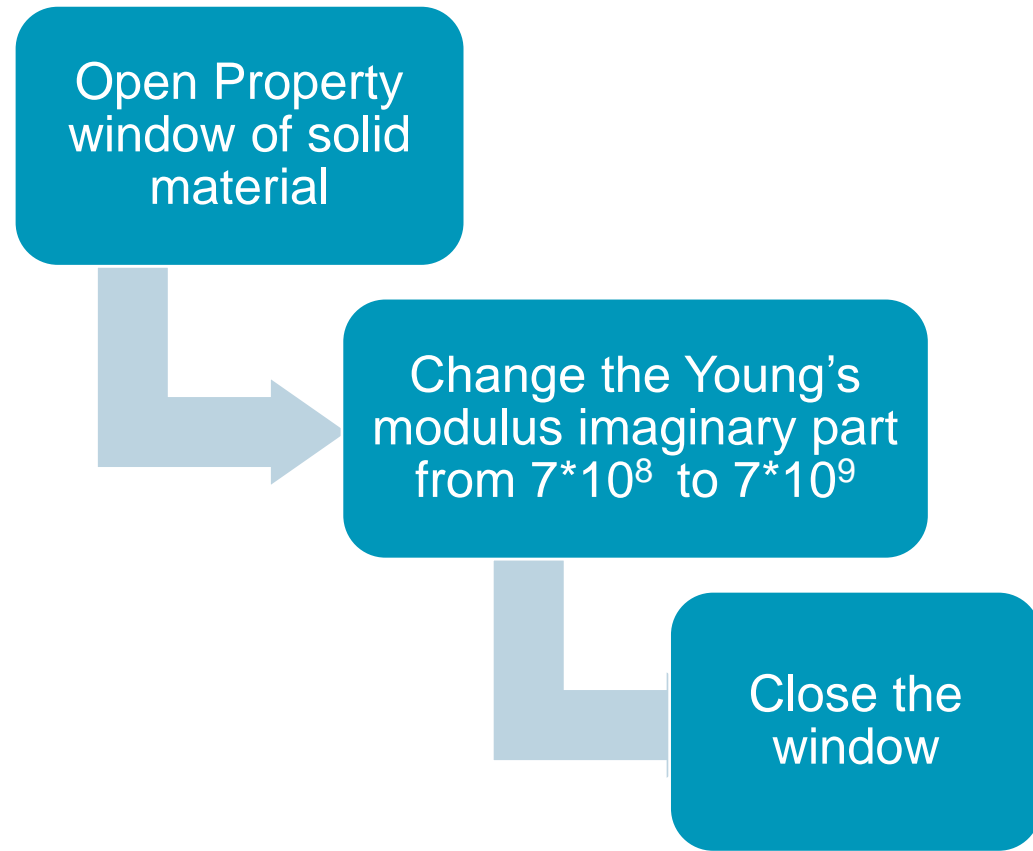 Open Property
window of solid
material
Change the Young’s
modulus imaginary part
from 7*10⁸ to 7*10⁹
Close the
window